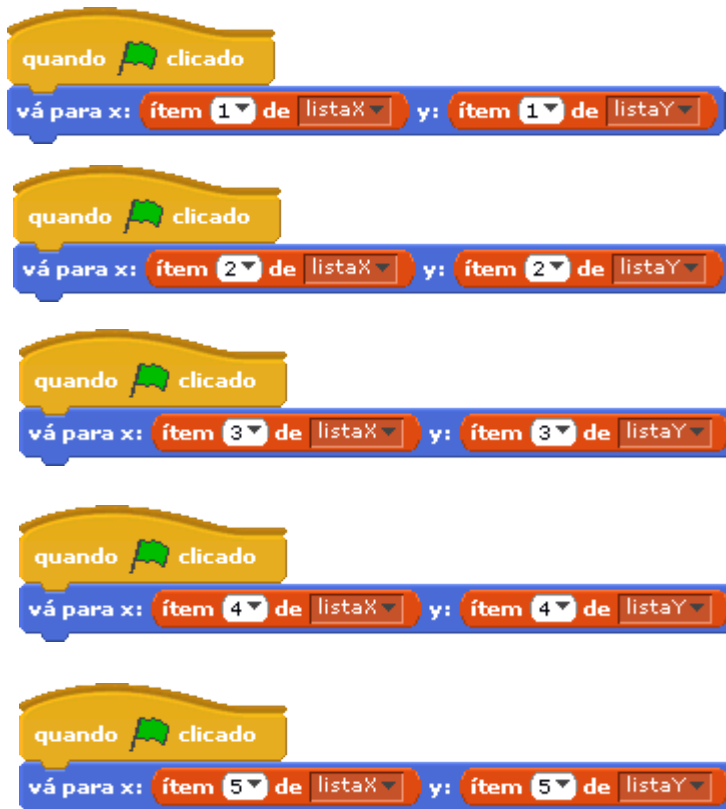 quando clicado
vá para x: ítem 1 de listaX y: ítem 1 de listaY
quando clicado
vá para x: ítem 2 de listaX y: ítem 2 de listaY
quando clicado
vá para x: ítem 3 de listaX y: ítem 3 de listaY
quando clicado
vá para x: ítem 4 de listaX y: ítem 4 de listaY
quando clicado
vá para x: ítem 5 de listaX y: ítem 5 de listaY